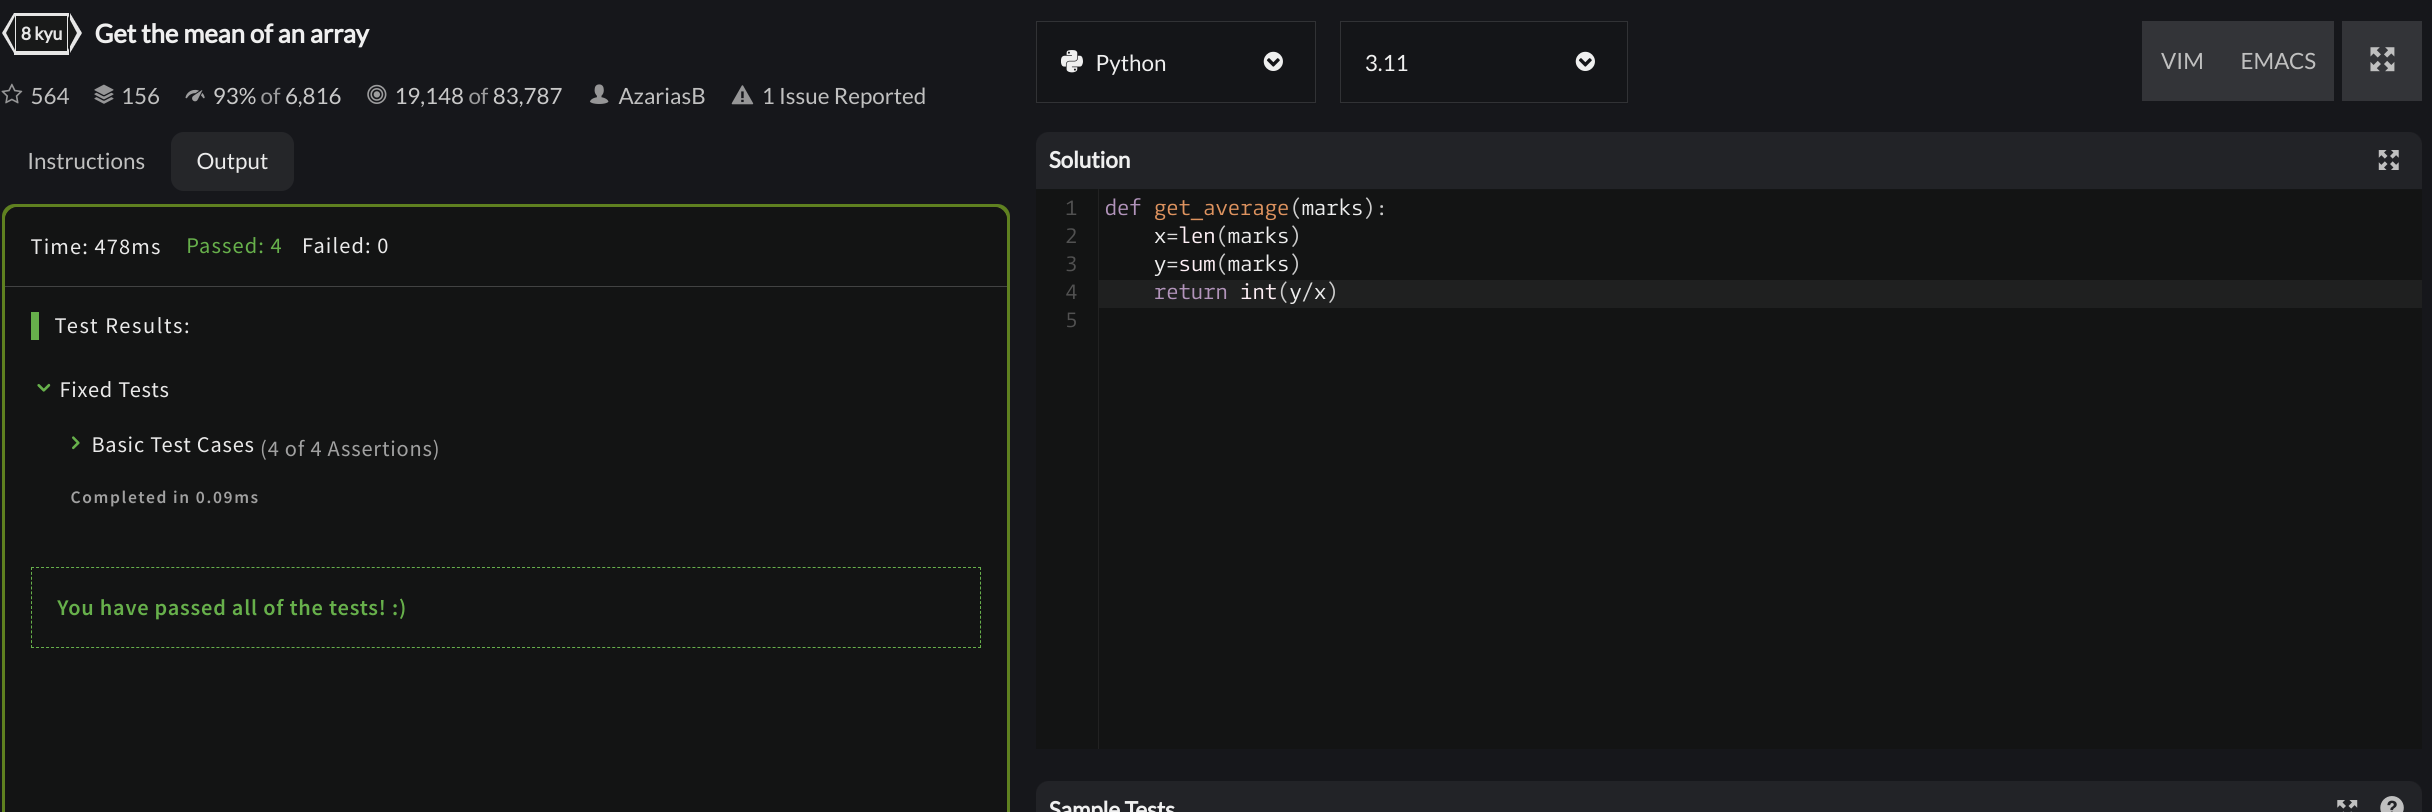 8 kyu Get the mean of an array
564 156 93% of 6,816 19,148 of 83,787 AzariasB 1 Issue Reported
Instructions Output
Time: 478ms Passed: 4 Failed: 0
Test Results:
Fixed Tests
Basic Test Cases (4 of 4 Assertions)
Completed in 0.09ms
You have passed all of the tests! :)
Python 3.11 VIM EMACS
Solution
1 def get_average(marks):
2 x=len(marks)
3 y=sum(marks)
4 return int(y/x)
5
Sample Tests ?